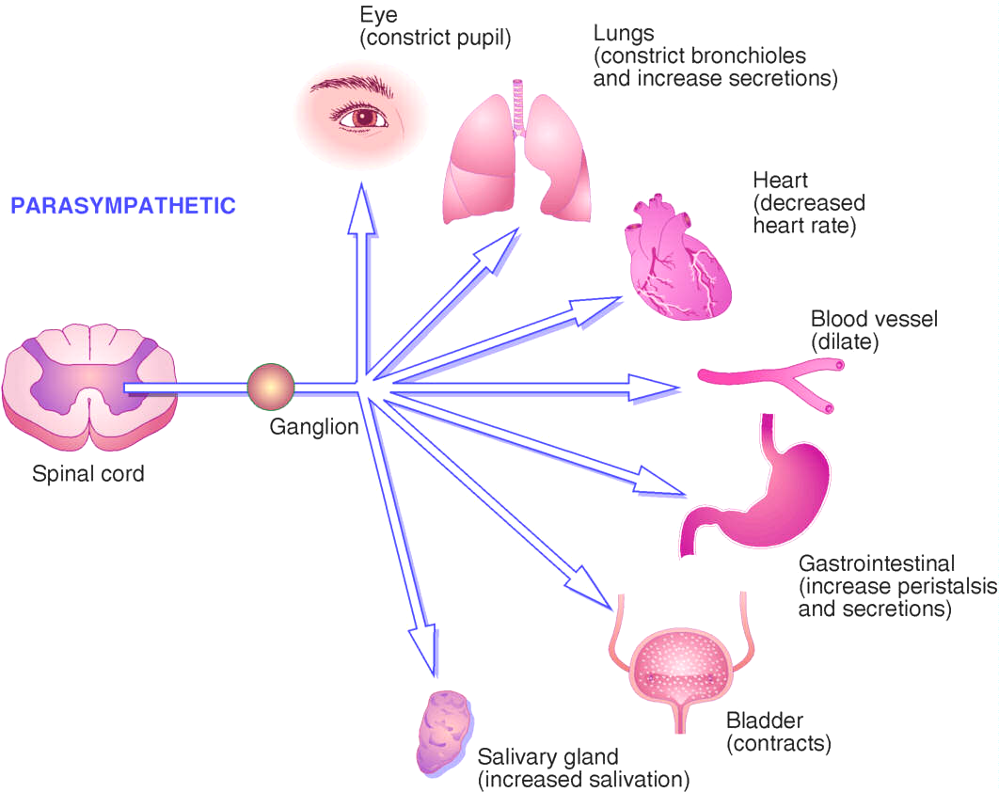 Eye
(constrict pupil)
Lungs
(constrict bronchioles
and increase secretions)
PARASYMPATHETIC
Heart
(decreased
heart rate)
Blood vessel
(dilate)
Ganglion
Spinal cord
Gastrointestinal
(increase peristalsis
and secretions)
Bladder
(contracts)
Salivary gland
(increased salivation)